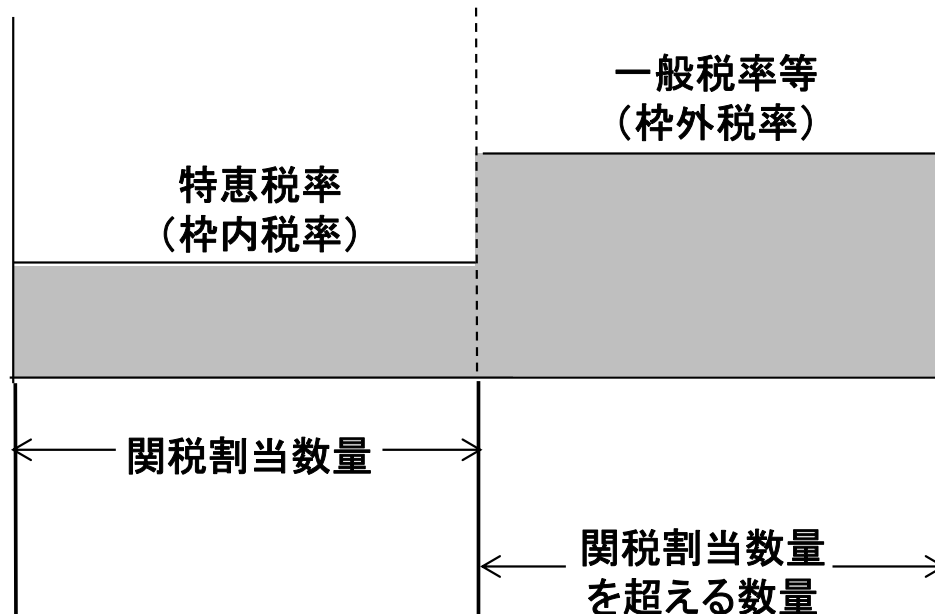 一般税率等
（枠外税率）
特恵税率
（枠内税率）
関税割当数量
関税割当数量
を超える数量